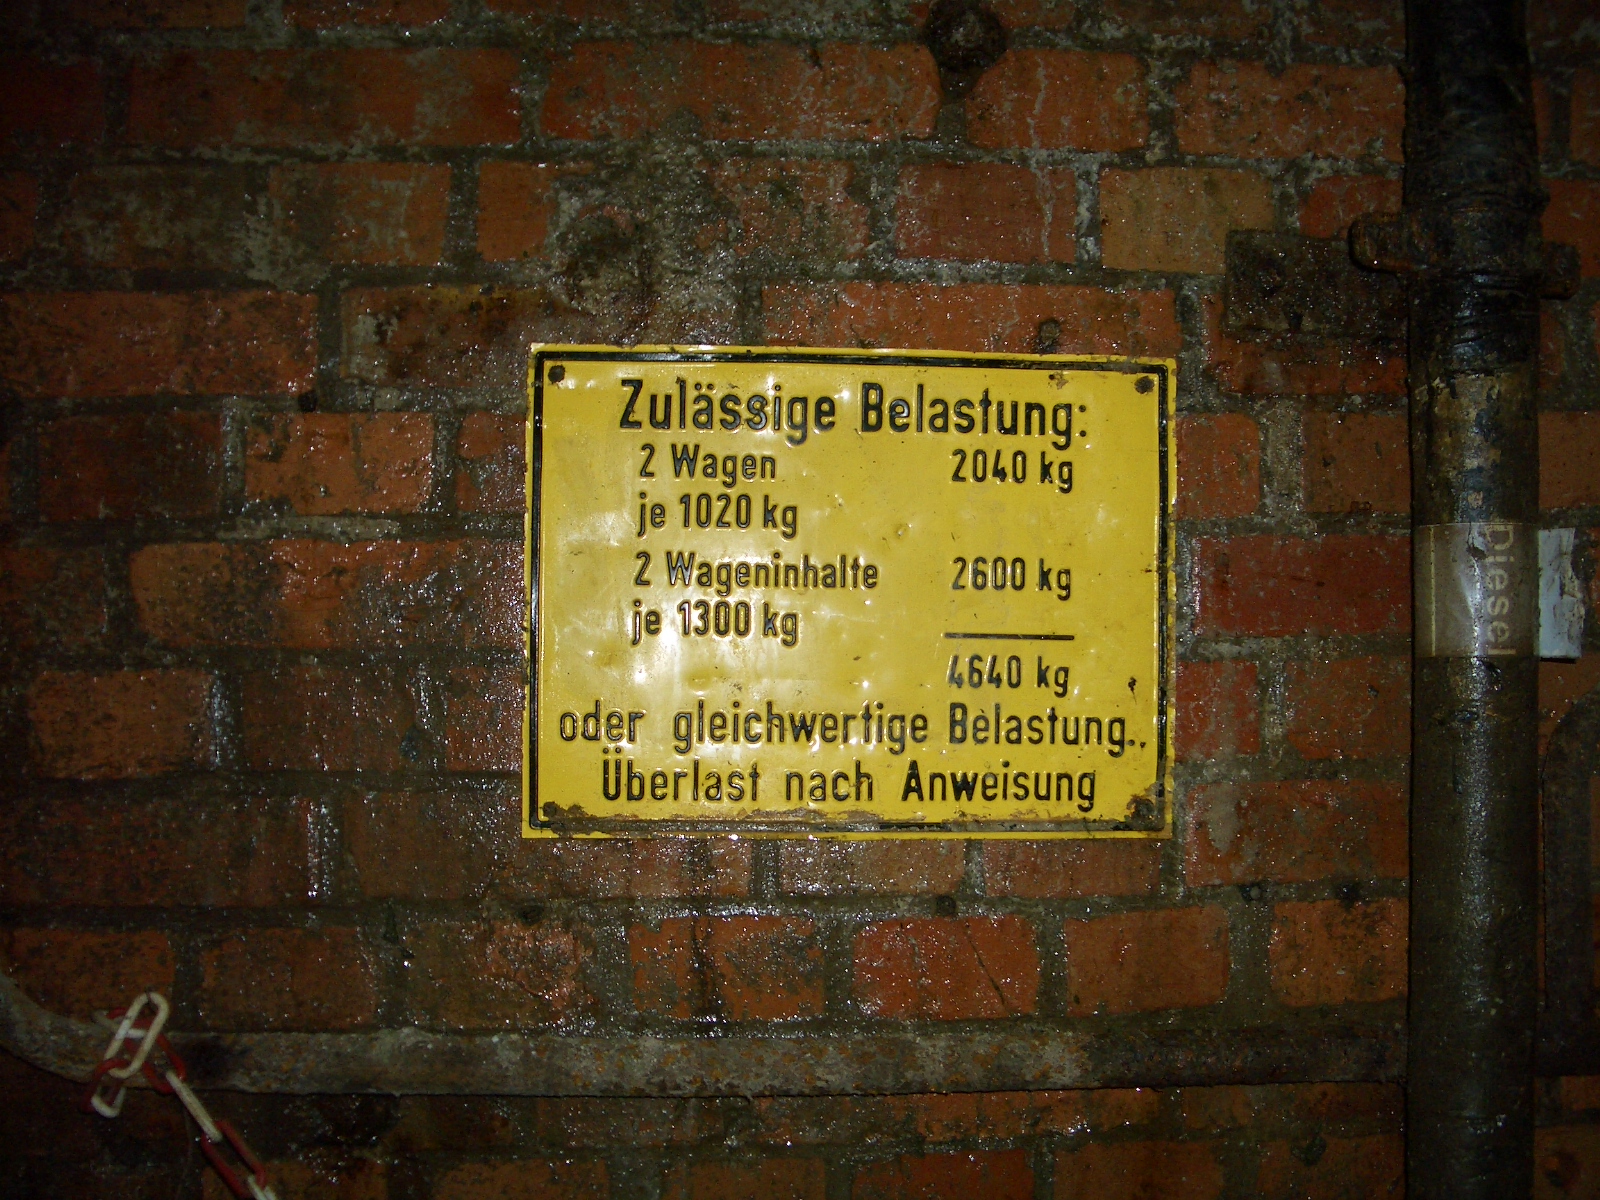 Zulässige Belastung:
2 Wagen 2040 kg
je 1020 kg
2 Wageninhalte 2600 kg
je 1300 kg
4640 kg
oder gleichwertige Belastung.
Überlast nach Anweisung
Diesel